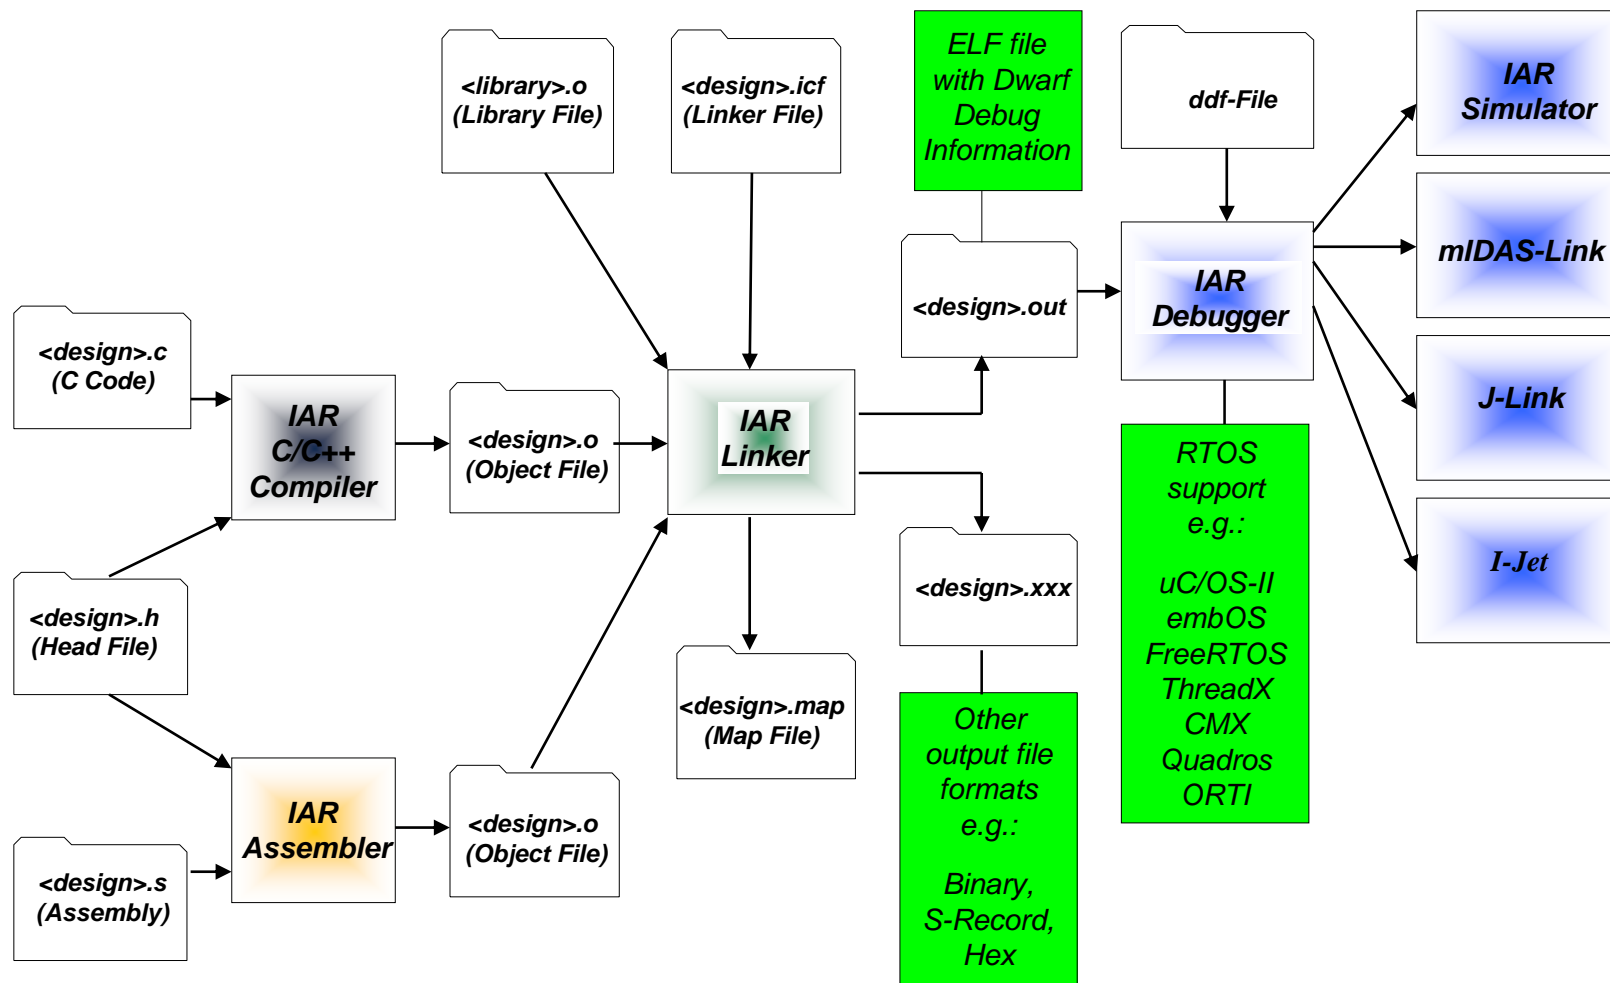 <library>.o
(Library File)
<design>.icf
(Linker File)
ELF file
with Dwarf
Debug
Information
ddf-File
IAR
Simulator
mIDAS-Link
IAR
Debugger
<design>.out
<design>.c
(C Code)
IAR
C/C++
Compiler
<design>.o
(Object File)
IAR
Linker
J-Link
RTOS
support
e.g.:
uC/OS-II
embOS
FreeRTOS
ThreadX
CMX
Quadros
ORTI
I-Jet
<design>.h
(Head File)
<design>.xxx
<design>.map
(Map File)
Other
output file
formats
e.g.:
Binary,
S-Record,
Hex
IAR
Assembler
<design>.o
(Object File)
<design>.s
(Assembly)